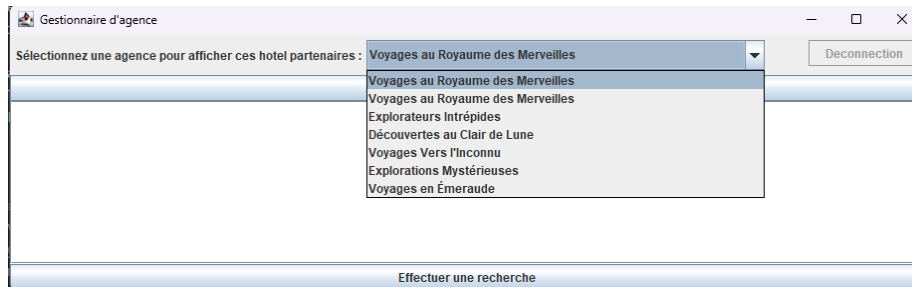 Gestionnaire d'agence
Sélectionnez une agence pour afficher ces hotel partenaires : Voyages au Royaume des Merveilles Deconnection
Voyages au Royaume des Merveilles
Voyages au Royaume des Merveilles
Explorateurs Intrépides
Découvertes au Clair de Lune
Voyages Vers l'Inconnu
Explorations Mystérieuses
Voyages en Émeraude
Effectuer une recherche